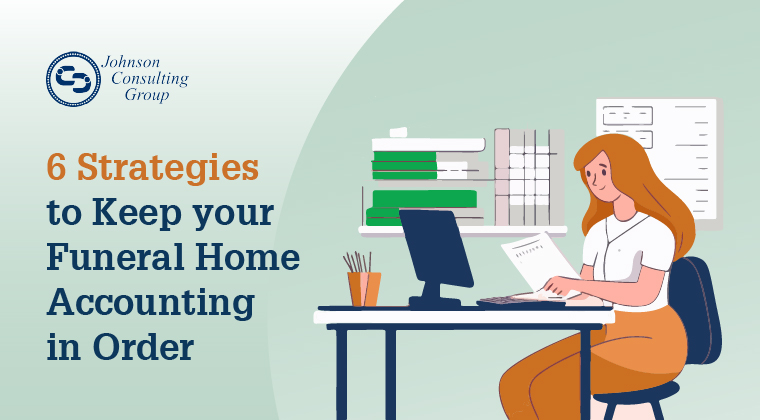 Johnson
Consulting
Group
6 Strategies
to Keep your
Funeral Home
Accounting
in Order